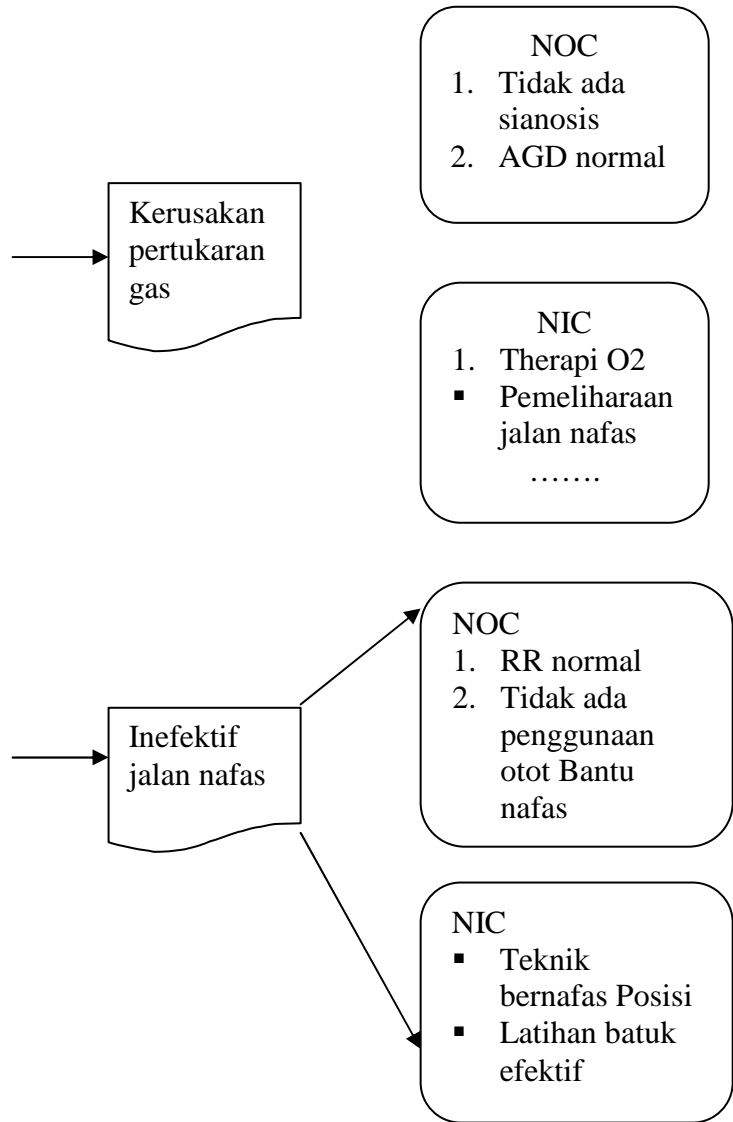 NOC
1. Tidak ada
sianosis
2. AGD normal
Kerusakan
pertukaran
gas
NIC
1. Therapi O2
▪ Pemeliharaan
jalan nafas
…….
NOC
1. RR normal
2. Tidak ada
penggunaan
otot Bantu
nafas
Inefektif
jalan nafas
NIC
▪ Teknik
bernafas Posisi
▪ Latihan batuk
efektif